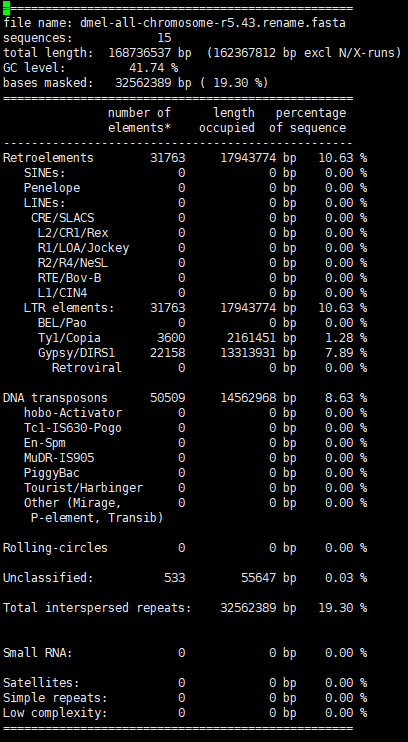 ==================================================
file name: dmel-all-chromosome-r5.43.rename.fasta
sequences:            15
total length:  168736537 bp  (162367812 bp excl N/X-runs)
GC level:         41.74 %
bases masked:   32562389 bp ( 19.30 %)
==================================================
               number of      length   percentage
               elements*    occupied  of sequence
--------------------------------------------------
Retroelements        31763     17943774 bp   10.63 %
   SINEs:                0            0 bp    0.00 %
   Penelope              0            0 bp    0.00 %
   LINEs:                0            0 bp    0.00 %
    CRE/SLACS            0            0 bp    0.00 %
     L2/CR1/Rex          0            0 bp    0.00 %
     R1/LOA/Jockey       0            0 bp    0.00 %
     R2/R4/NeSL          0            0 bp    0.00 %
     RTE/Bov-B           0            0 bp    0.00 %
     L1/CIN4             0            0 bp    0.00 %
   LTR elements:     31763     17943774 bp   10.63 %
     BEL/Pao             0            0 bp    0.00 %
     Ty1/Copia        3600      2161451 bp    1.28 %
     Gypsy/DIRS1     22158     13313931 bp    7.89 %
       Retroviral        0            0 bp    0.00 %

DNA transposons      50509     14562968 bp    8.63 %
   hobo-Activator        0            0 bp    0.00 %
   Tc1-IS630-Pogo        0            0 bp    0.00 %
   En-Spm                0            0 bp    0.00 %
   MuDR-IS905            0            0 bp    0.00 %
   PiggyBac              0            0 bp    0.00 %
   Tourist/Harbinger     0            0 bp    0.00 %
   Other (Mirage,        0            0 bp    0.00 %
    P-element, Transib)

Rolling-circles          0            0 bp    0.00 %

Unclassified:          533        55647 bp    0.03 %

Total interspersed repeats:    32562389 bp   19.30 %


Small RNA:               0            0 bp    0.00 %

Satellites:              0            0 bp    0.00 %
Simple repeats:          0            0 bp    0.00 %
Low complexity:          0            0 bp    0.00 %
==================================================